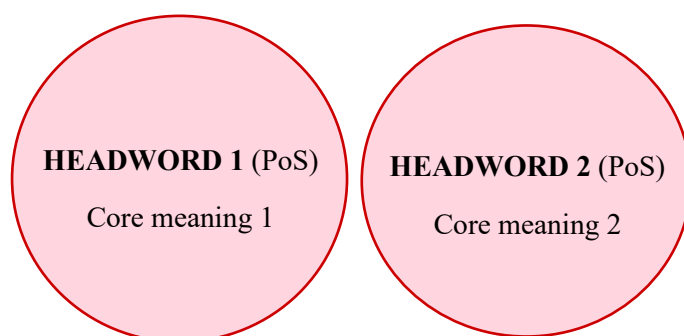 HEADWORD 1 (PoS)
Core meaning 1
HEADWORD 2 (PoS)
Core meaning 2